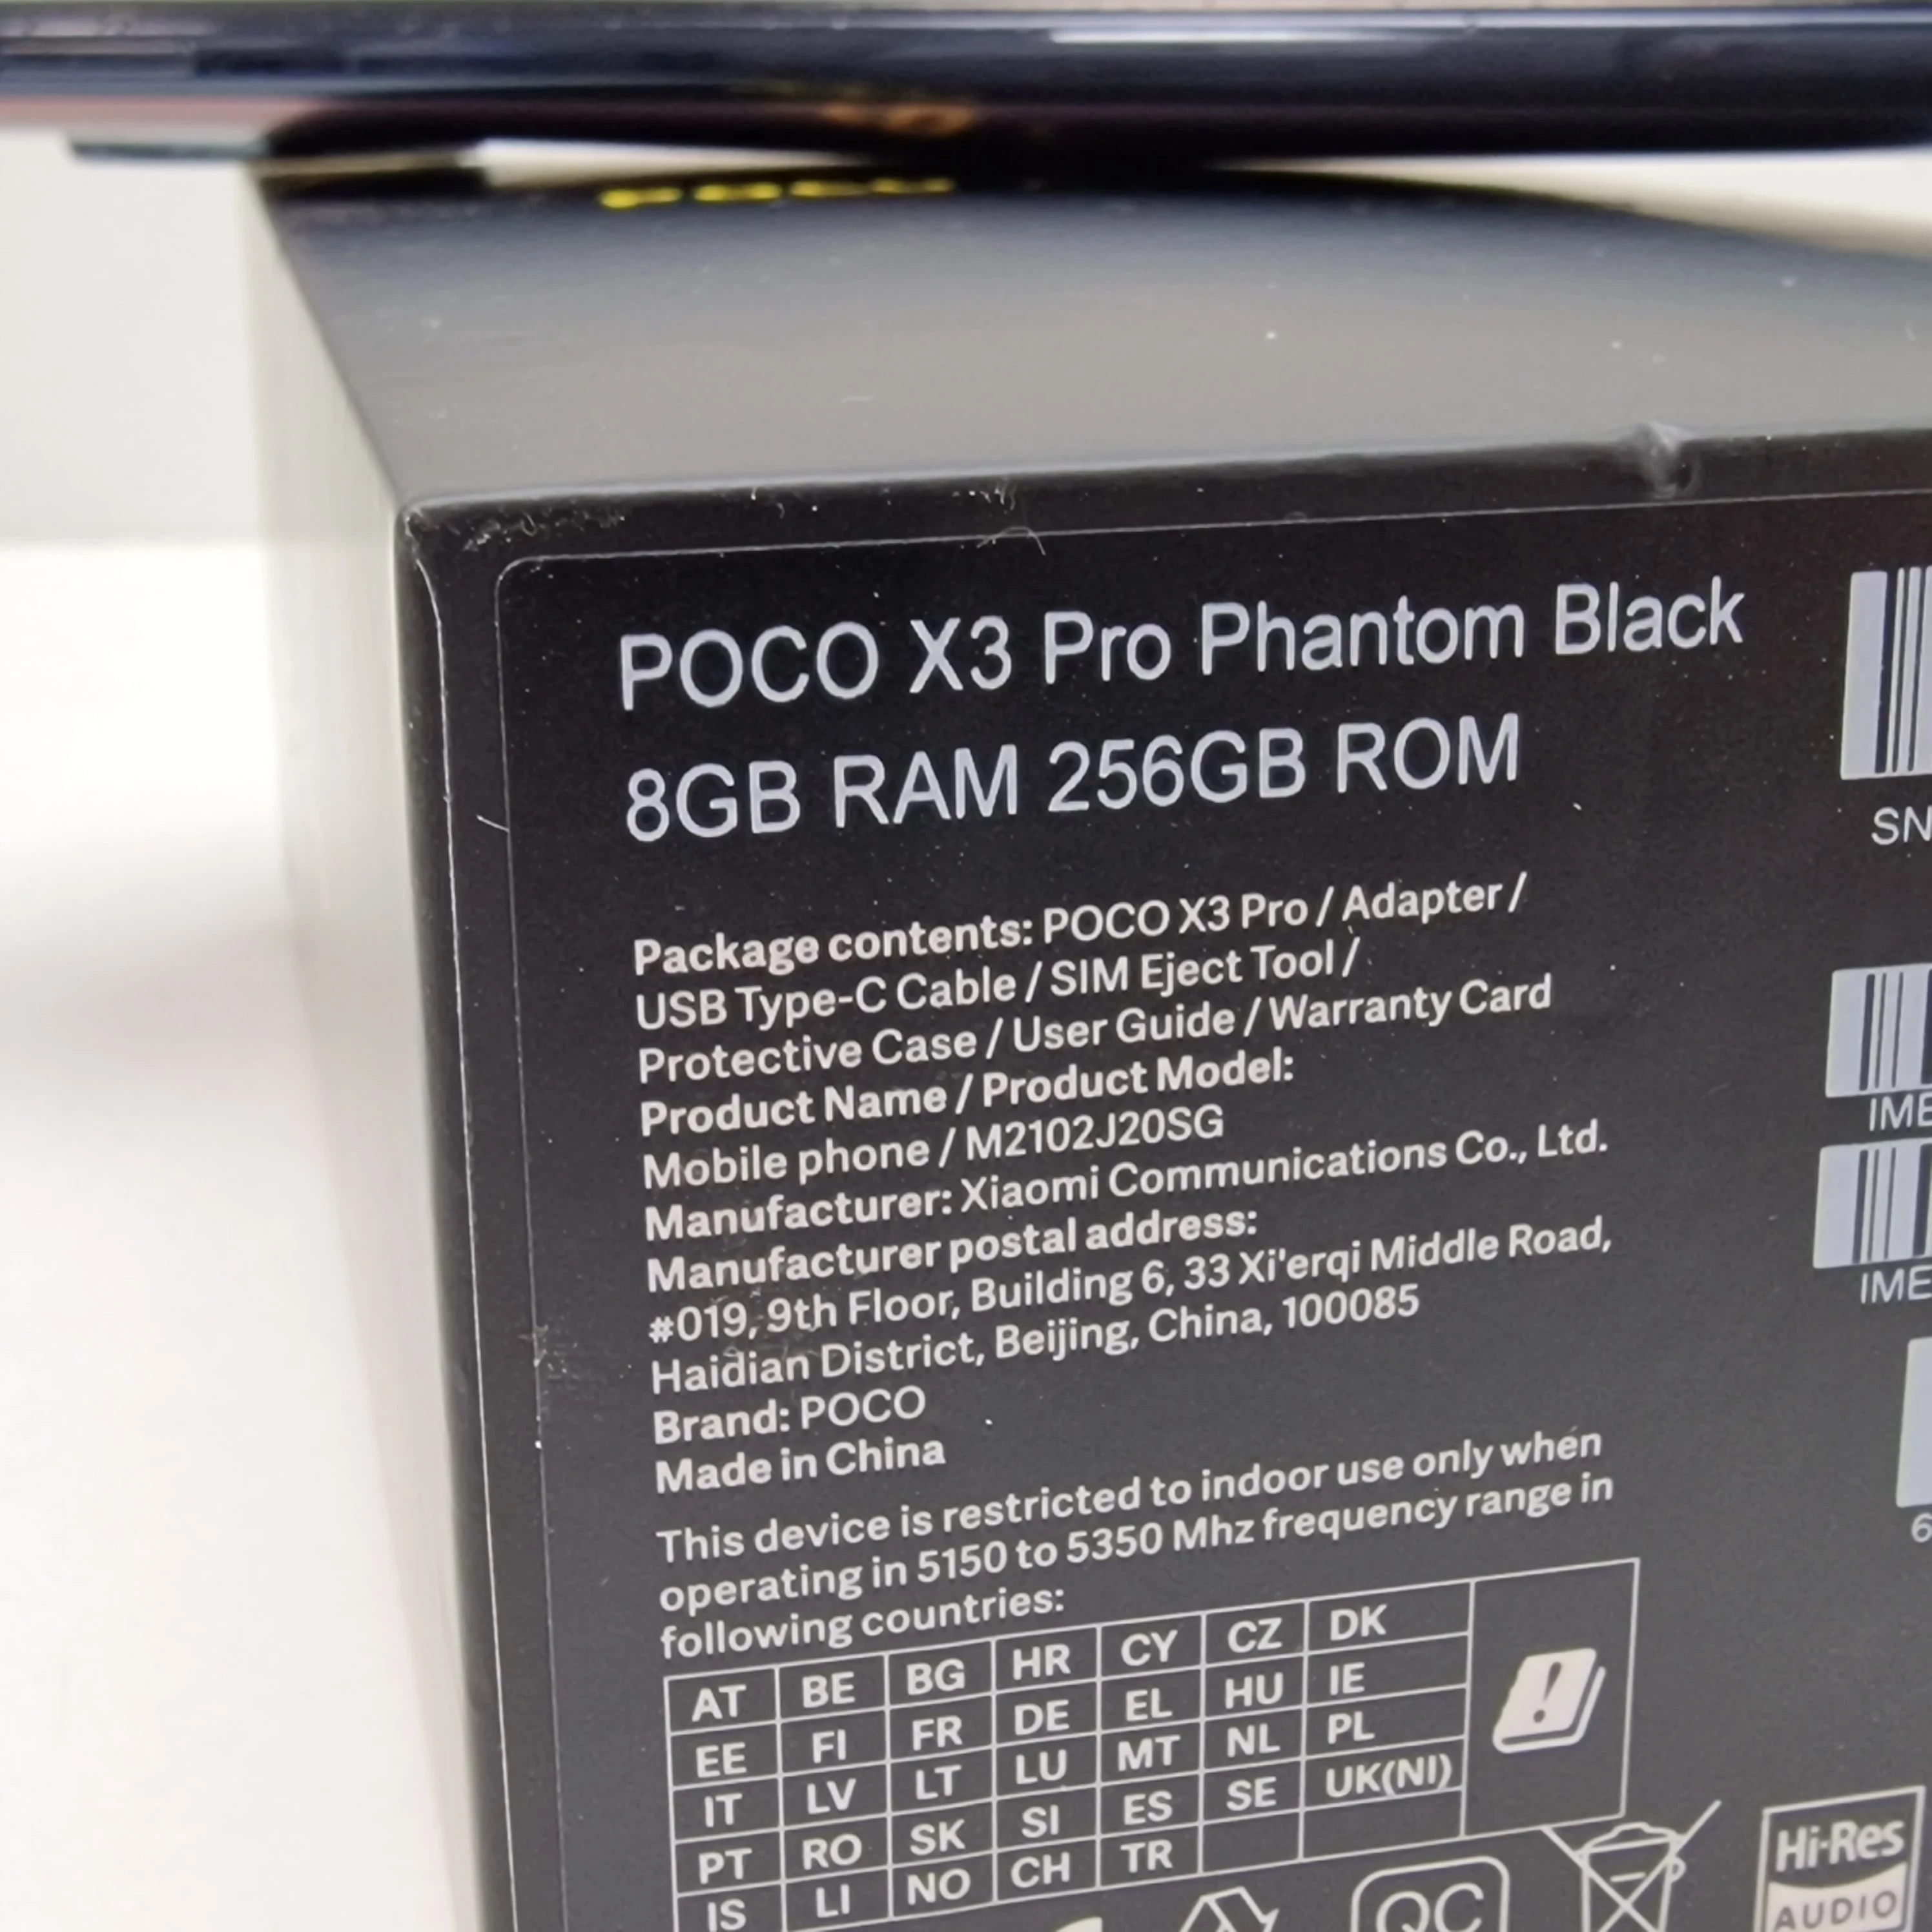 POCO X3 Pro Phantom Black
8GB RAM 256GB ROM
Package contents: POCO X3 Pro / Adapter /
USB Type-C Cable / SIM Eject Tool /
Protective Case / User Guide / Warranty Card
Product Name / Product Model:
Mobile phone / M2102J20SG
Manufacturer: Xiaomi Communications Co., Ltd.
Manufacturer postal address:
#019, 9th Floor, Building 6, 33 Xi'erqi Middle Road,
Haidian District, Beijing, China, 100085
Brand: POCO
Made in China
This device is restricted to indoor use only when
operating in 5150 to 5350 Mhz frequency range in
following countries:
AT BE BG HR CY CZ DK
EE FI FR DE EL HU IE
IT LV LT LU MT NL PL
PT RO SK SI ES SE UK(NI)
IS LI NO CH TR
SN
QC
Hi-Res
AUDIO